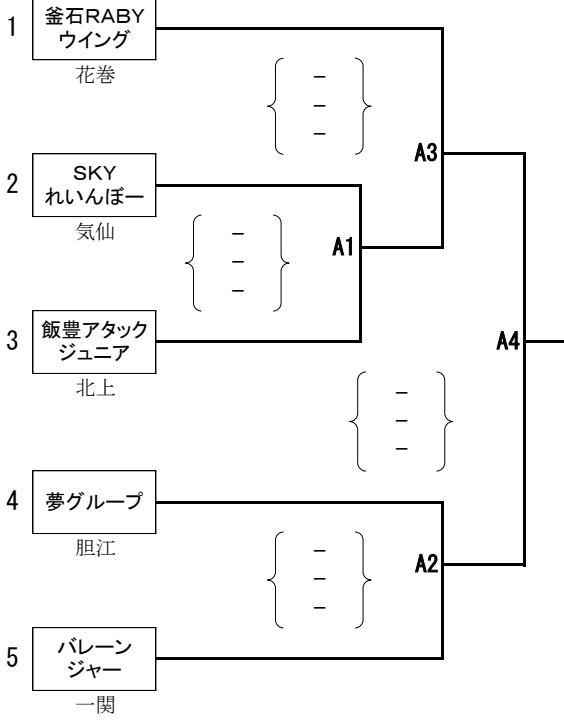 1
釜石RABY
ウイング
花巻
－
－
－
A3
2
SKY
れいんぼー
気仙
－
－
－
A1
3
飯豊アタック
ジュニア
北上
A4
－
－
－
4
夢グループ
胆江
－
－
－
A2
5
バレーン
ジャー
一関